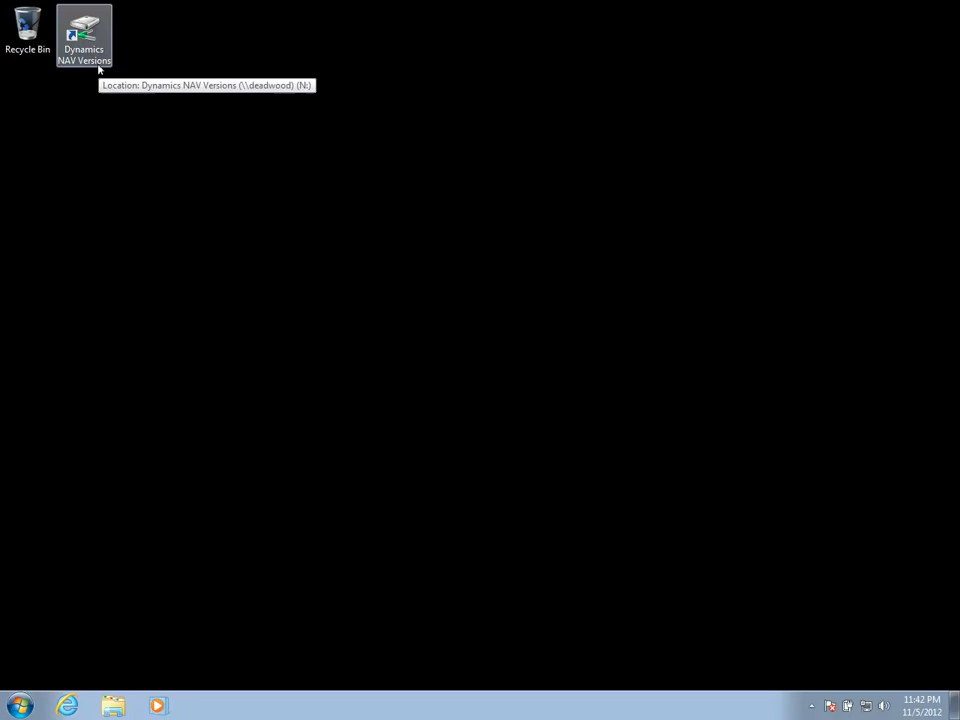 Recycle Bin
Dynamics
NAV Versions
Location: Dynamics NAV Versions (\\deadwood) (N:)
11:42 PM
11/5/2012